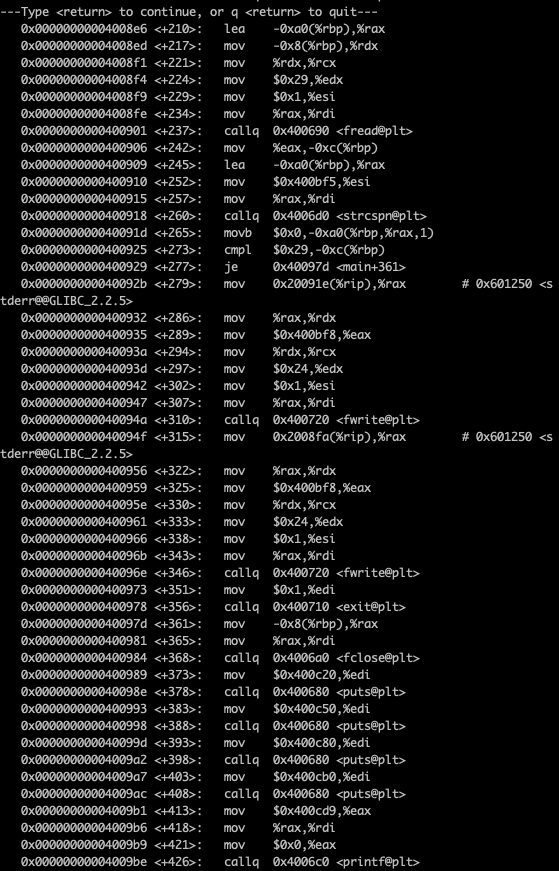 ---Type <return> to continue, or q <return> to quit---
0x00000000004008e6 <+210>: lea -0xa0(%rbp),%rax
0x00000000004008ed <+217>: mov -0x8(%rbp),%rdx
0x00000000004008f1 <+221>: mov %rdx,%rcx
0x00000000004008f4 <+224>: mov $0x29,%edx
0x00000000004008f9 <+229>: mov $0x1,%esi
0x00000000004008fe <+234>: mov %rax,%rdi
0x0000000000400901 <+237>: callq 0x400690 <fread@plt>
0x0000000000400906 <+242>: mov %eax,-0xc(%rbp)
0x0000000000400909 <+245>: lea -0xa0(%rbp),%rax
0x0000000000400910 <+252>: mov $0x400bf5,%esi
0x0000000000400915 <+257>: mov %rax,%rdi
0x0000000000400918 <+260>: callq 0x4006d0 <strcspn@plt>
0x000000000040091d <+265>: movb $0x0,-0xa0(%rbp,%rax,1)
0x0000000000400925 <+273>: cmpl $0x29,-0xc(%rbp)
0x0000000000400929 <+277>: je 0x40097d <main+361>
0x000000000040092b <+279>: mov 0x20091e(%rip),%rax # 0x601250 <s
tderr@@GLIBC_2.2.5>
0x0000000000400932 <+286>: mov %rax,%rdx
0x0000000000400935 <+289>: mov $0x400bf8,%eax
0x000000000040093a <+294>: mov %rdx,%rcx
0x000000000040093d <+297>: mov $0x24,%edx
0x0000000000400942 <+302>: mov $0x1,%esi
0x0000000000400947 <+307>: mov %rax,%rdi
0x000000000040094a <+310>: callq 0x400720 <fwrite@plt>
0x000000000040094f <+315>: mov 0x2008fa(%rip),%rax # 0x601250 <s
tderr@@GLIBC_2.2.5>
0x0000000000400956 <+322>: mov %rax,%rdx
0x0000000000400959 <+325>: mov $0x400bf8,%eax
0x000000000040095e <+330>: mov %rdx,%rcx
0x0000000000400961 <+333>: mov $0x24,%edx
0x0000000000400966 <+338>: mov $0x1,%esi
0x000000000040096b <+343>: mov %rax,%rdi
0x000000000040096e <+346>: callq 0x400720 <fwrite@plt>
0x0000000000400973 <+351>: mov $0x1,%edi
0x0000000000400978 <+356>: callq 0x400710 <exit@plt>
0x000000000040097d <+361>: mov -0x8(%rbp),%rax
0x0000000000400981 <+365>: mov %rax,%rdi
0x0000000000400984 <+368>: callq 0x4006a0 <fclose@plt>
0x0000000000400989 <+373>: mov $0x400c20,%edi
0x000000000040098e <+378>: callq 0x400680 <puts@plt>
0x0000000000400993 <+383>: mov $0x400c50,%edi
0x0000000000400998 <+388>: callq 0x400680 <puts@plt>
0x000000000040099d <+393>: mov $0x400c80,%edi
0x00000000004009a2 <+398>: callq 0x400680 <puts@plt>
0x00000000004009a7 <+403>: mov $0x400cb0,%edi
0x00000000004009ac <+408>: callq 0x400680 <puts@plt>
0x00000000004009b1 <+413>: mov $0x400cd9,%eax
0x00000000004009b6 <+418>: mov %rax,%rdi
0x00000000004009b9 <+421>: mov $0x0,%eax
0x00000000004009be <+426>: callq 0x4006c0 <printf@plt>